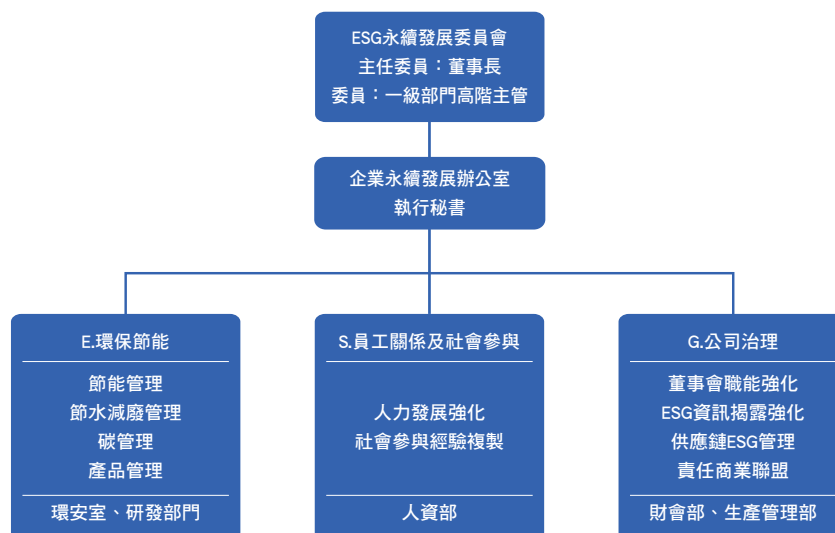 ESG永續發展委員會
主任委員：董事長
委員：一級部門高階主管
企業永續發展辦公室
執行秘書
E.環保節能
節能管理
節水減廢管理
碳管理
產品管理
環安室、研發部門
S.員工關係及社會參與
人力發展強化
社會參與經驗複製
人資部
G.公司治理
董事會職能強化
ESG資訊揭露強化
供應鏈ESG管理
責任商業聯盟
財會部、生產管理部